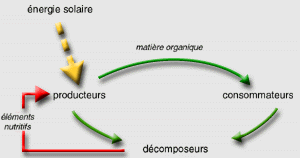 énergie solaire
matière organique
producteurs
consommateurs
éléments
nutritifs
décomposeurs